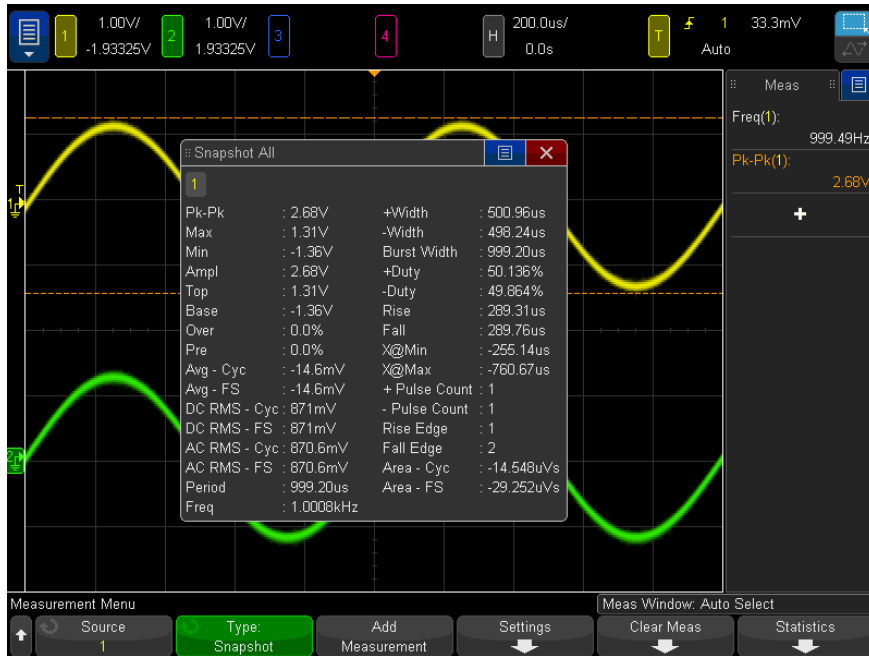 1 1.00V/ 2 1.00V/ 3 4 H 200.0us/ T 1 33.3mV
-1.93325V 1.93325V 0.0s Auto
Meas
Freq(1):
999.49Hz
Pk-Pk(1):
2.68V
+
T
1
2
Snapshot All
1
Pk-Pk : 2.68V +Width : 500.96us
Max : 1.31V -Width : 498.24us
Min : -1.36V Burst Width : 999.20us
Ampl : 2.68V +Duty : 50.136%
Top : 1.31V -Duty : 49.864%
Base : -1.36V Rise : 289.31us
Over : 0.0% Fall : 289.76us
Pre : 0.0% X@Min : -255.14us
Avg - Cyc : -14.6mV X@Max : -760.67us
Avg - FS : -14.6mV + Pulse Count : 1
DC RMS - Cyc : 871mV - Pulse Count : 1
DC RMS - FS : 871mV Rise Edge : 1
AC RMS - Cyc : 870.6mV Fall Edge : 2
AC RMS - FS : 870.6mV Area - Cyc : -14.548uVs
Period : 999.20us Area - FS : -29.252uVs
Freq : 1.0008kHz
Measurement Menu Meas Window: Auto Select
Source Type: Add Settings Clear Meas Statistics
1 Snapshot Measurement